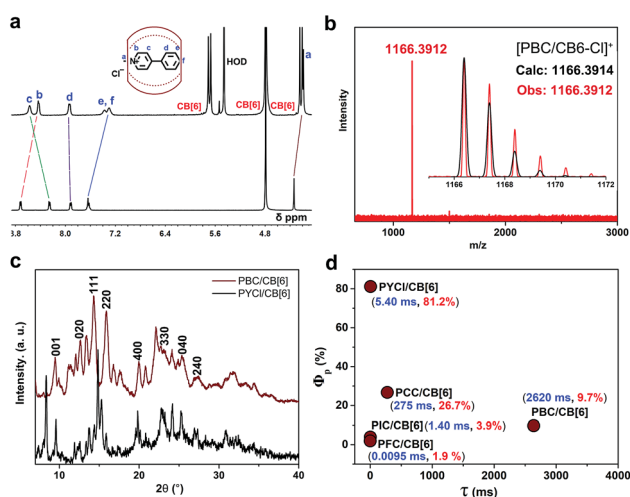 a
a
b
c
d
e
f
N
+
Cl⁻
HOD
a
c
b
d
e, f
CB[6]
CB[6]
CB[6]
8.0
7.2
6.4
5.6
4.8
δ ppm
b
1166.3912
[PBC/CB6-Cl]⁺
Calc: 1166.3914
Obs: 1166.3912
Intensity
1166
1168
1170
1172
1000
2000
3000
m/z
c
PBC/CB[6]
PYCl/CB[6]
001
020
111
220
400
330
040
240
Intensity. (a. u.)
10
20
30
40
2θ (°)
d
PYCl/CB[6]
(5.40 ms, 81.2%)
PCC/CB[6]
(275 ms, 26.7%)
(2620 ms, 9.7%)
PBC/CB[6]
PIC/CB[6] (1.40 ms, 3.9%)
PFC/CB[6]
(0.0095 ms, 1.9 %)
Φp (%)
80
60
40
20
0
0
1000
2000
3000
4000
τ (ms)